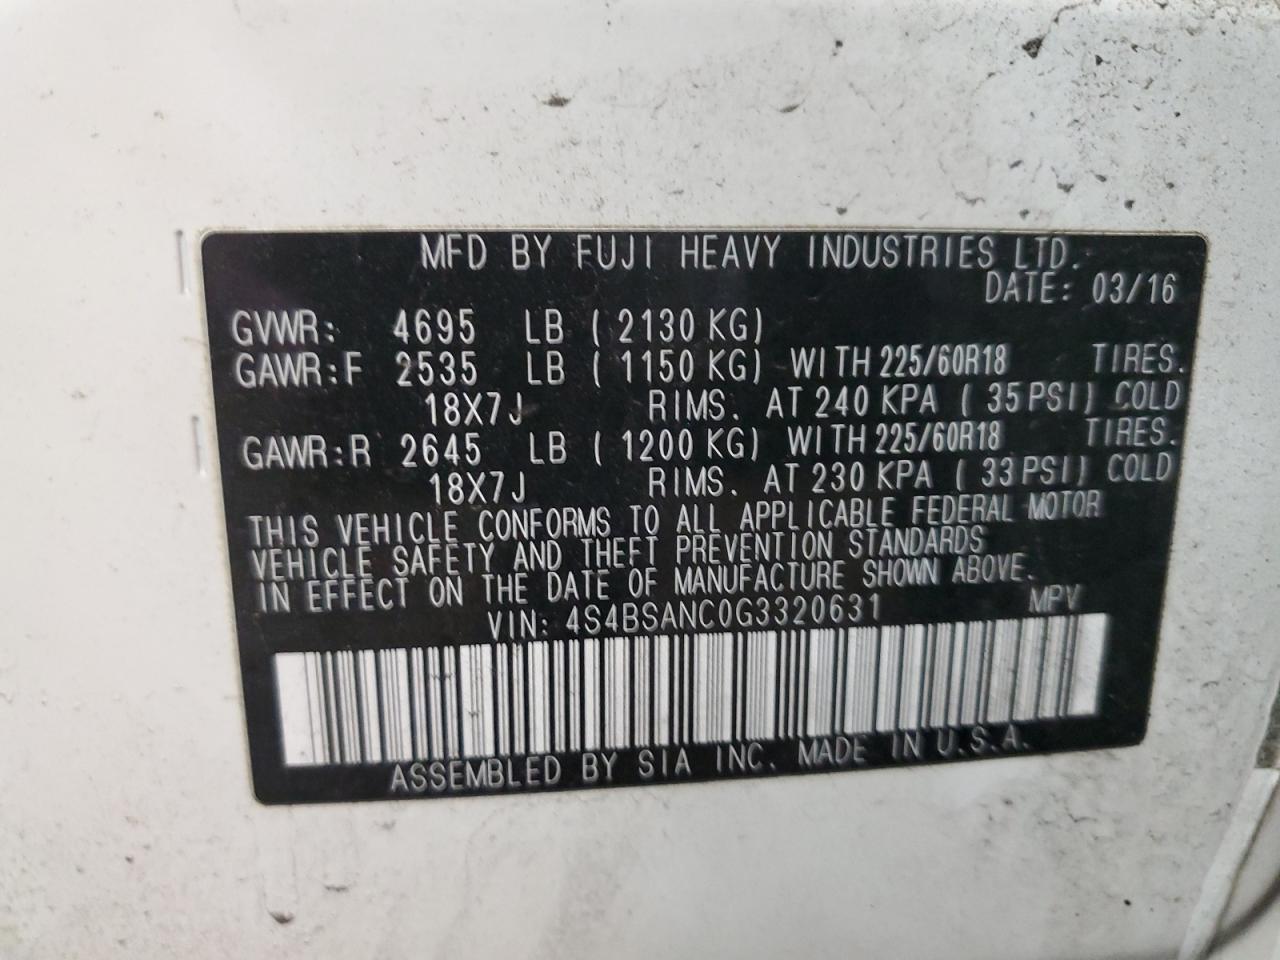 MFD BY FUJI HEAVY INDUSTRIES LTD.
DATE: 03/16
GVWR: 4695 LB (2130 KG)
GAWR:F 2535 LB (1150 KG) WITH 225/60R18 TIRES.
18X7J RIMS. AT 240 KPA (35 PSI) COLD
GAWR:R 2645 LB (1200 KG) WITH 225/60R18 TIRES.
18X7J RIMS. AT 230 KPA (33 PSI) COLD
THIS VEHICLE CONFORMS TO ALL APPLICABLE FEDERAL MOTOR
VEHICLE SAFETY AND THEFT PREVENTION STANDARDS
IN EFFECT ON THE DATE OF MANUFACTURE SHOWN ABOVE.
VIN: 4S4BSANC0G3320631 MPV
ASSEMBLED BY SIA INC. MADE IN U.S.A.